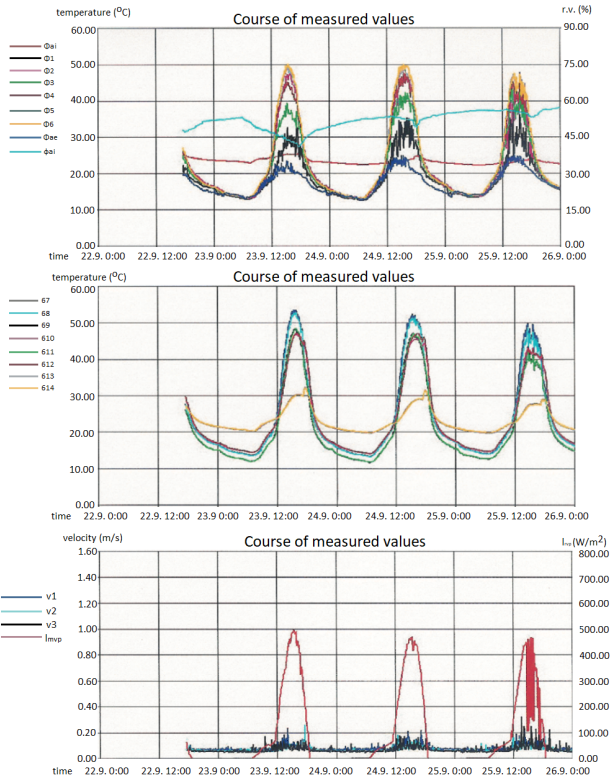 temperature (°C)
Course of measured values
r.v. (%)
60.00
50.00
40.00
30.00
20.00
10.00
0.00
90.00
75.00
60.00
45.00
30.00
15.00
0.00
Φai
Φ1
Φ2
Φ3
Φ4
Φ5
Φ6
Φae
φai
time
22.9. 0:00 22.9. 12:00 23.9 0:00 23.9. 12:00 24.9. 0:00 24.9. 12:00 25.9. 0:00 25.9. 12:00 26.9. 0:00
temperature (°C)
Course of measured values
60.00
50.00
40.00
30.00
20.00
10.00
0.00
67
68
69
610
611
612
613
614
time
22.9. 0:00 22.9. 12:00 23.9 0:00 23.9. 12:00 24.9. 0:00 24.9. 12:00 25.9. 0:00 25.9. 12:00 26.9. 0:00
velocity (m/s)
Course of measured values
Imvp (W/m²)
1.60
1.40
1.20
1.00
0.80
0.60
0.40
0.20
0.00
800.00
700.00
600.00
500.00
400.00
300.00
200.00
100.00
0.00
v1
v2
v3
Imvp
time
22.9. 0:00 22.9. 12:00 23.9 0:00 23.9. 12:00 24.9. 0:00 24.9. 12:00 25.9. 0:00 25.9. 12:00 26.9. 0:00